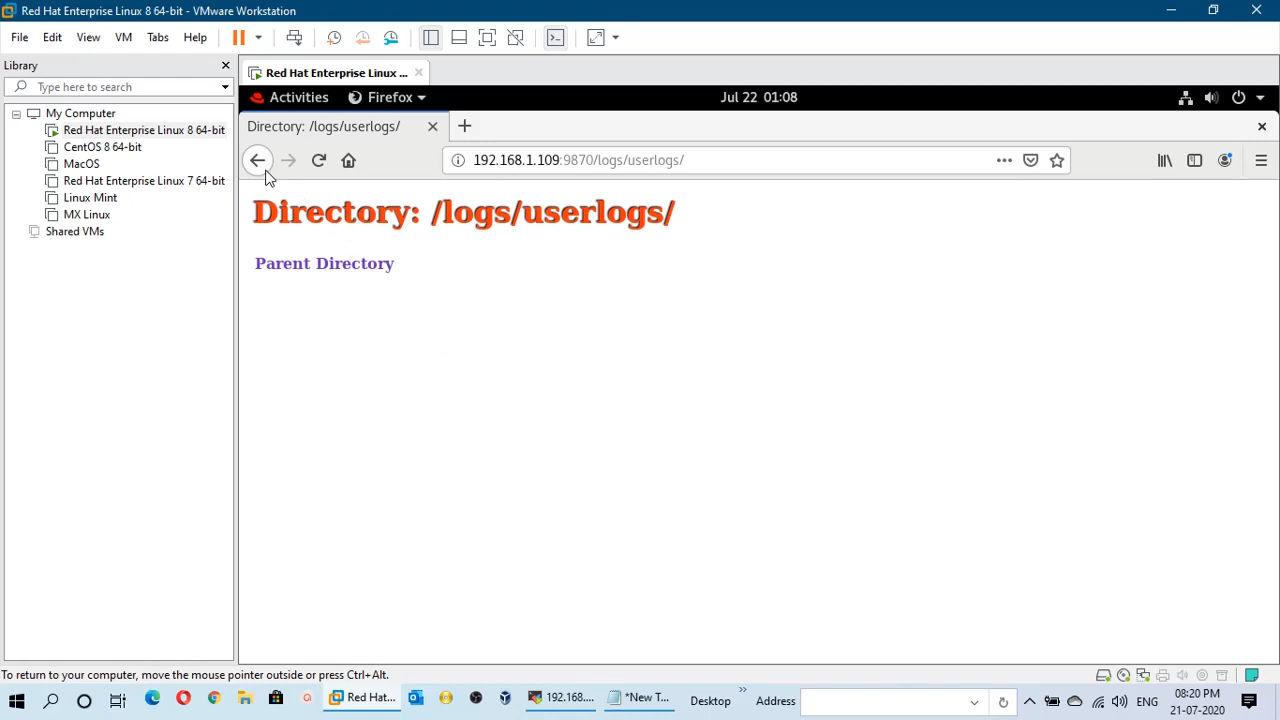 Red Hat Enterprise Linux 8 64-bit - VMware Workstation
File Edit View VM Tabs Help
Library
Type here to search
My Computer
Red Hat Enterprise Linux 8 64-bit
CentOS 8 64-bit
MacOS
Red Hat Enterprise Linux 7 64-bit
Linux Mint
MX Linux
Shared VMs
Red Hat Enterprise Linux ...
Activities Firefox Jul 22 01:08
Directory: /logs/userlogs/
192.168.1.109:9870/logs/userlogs/
Directory: /logs/userlogs/
Parent Directory
To return to your computer, move the mouse pointer outside or press Ctrl+Alt.
Red Hat... 192.168.... *New T... Desktop Address ENG 08:20 PM
21-07-2020